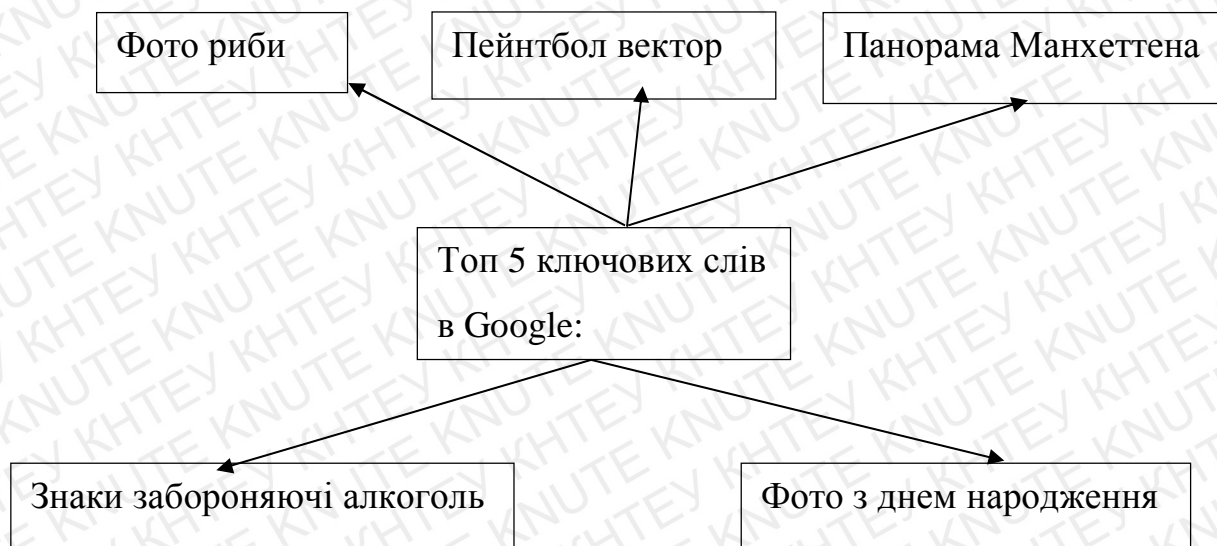 Фото риби
Пейнтбол вектор
Панорама Манхеттена
Топ 5 ключових слів
в Google:
Знаки забороняючі алкоголь
Фото з днем народження